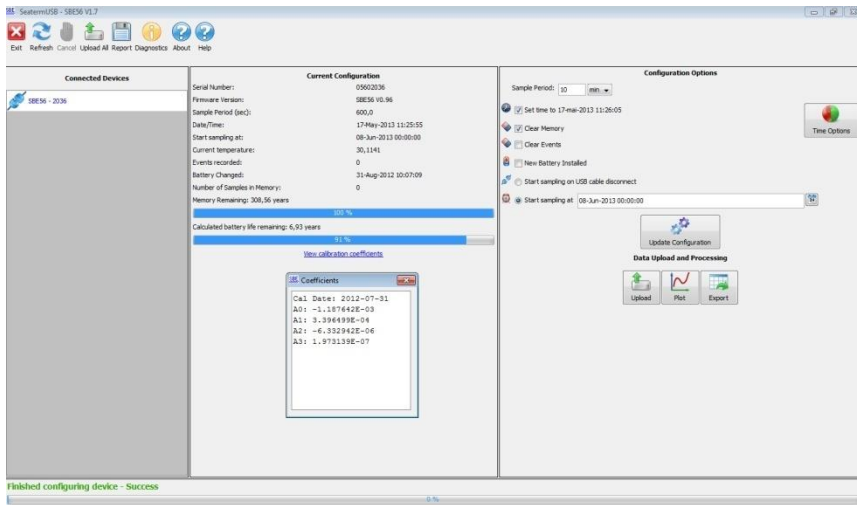 SeatermUSB - SBE56 V1.7
Exit Refresh Cancel Upload All Report Diagnostics About Help
Connected Devices
SBE56 - 2036
Current Configuration
Serial Number: 05602036
Firmware Version: SBE56 V0.96
Sample Period (sec): 600,0
Date/Time: 17-May-2013 11:25:55
Start sampling at: 08-Jun-2013 00:00:00
Current temperature: 30,1141
Events recorded: 0
Battery Changed: 31-Aug-2012 10:07:09
Number of Samples in Memory: 0
Memory Remaining: 308,56 years
100 %
Calculated battery life remaining: 6,93 years
91 %
View calibration coefficients
Coefficients
Cal Date: 2012-07-31
A0: -1.187642E-03
A1: 3.396499E-04
A2: -6.332942E-06
A3: 1.973139E-07
Configuration Options
Sample Period: 10 min.
Set time to 17-mai-2013 11:26:05
Time Options
Clear Memory
Clear Events
New Battery Installed
Start sampling on USB cable disconnect
Start sampling at 08-Jun-2013 00:00:00
Update Configuration
Data Upload and Processing
Upload Plot Export
Finished configuring device - Success
0 %